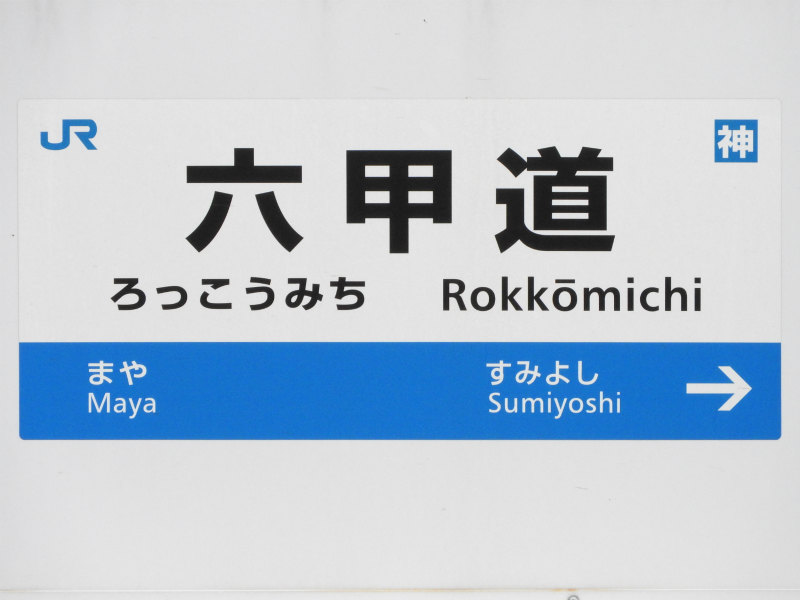 JR
神
六甲道
ろっこうみち Rokkōmichi
まや すみよし →
Maya Sumiyoshi